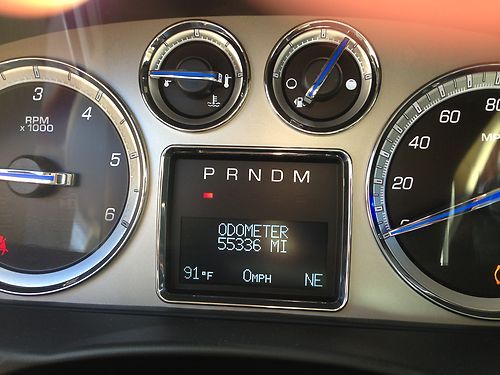 3
4
5
6
RPM
x 1000
P R N D M
ODOMETER
55336 MI
91°F
0MPH
NE
20
40
60
80